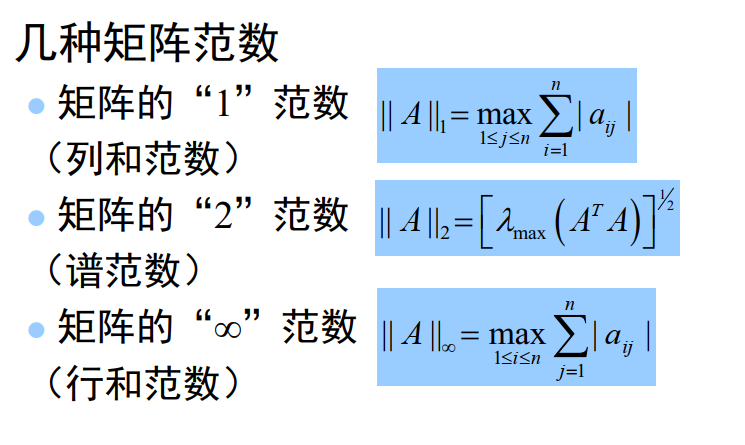 几种矩阵范数
● 矩阵的“1”范数 $\| A \|_1 = \max_{1 \le j \le n} \sum_{i=1}^{n} | a_{ij} |$
（列和范数）
● 矩阵的“2”范数 $\| A \|_2 = \left[ \lambda_{\max} \left( A^T A \right) \right]^{1/2}$
（谱范数）
● 矩阵的“∞”范数 $\| A \|_\infty = \max_{1 \le i \le n} \sum_{j=1}^{n} | a_{ij} |$
（行和范数）